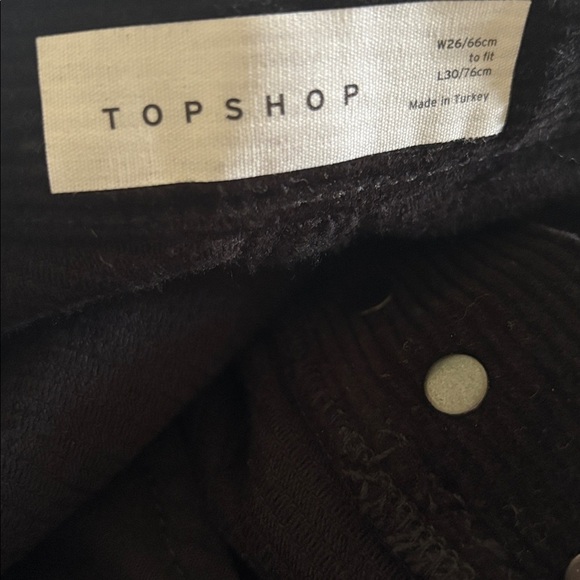 TOPSHOP
W26/66cm
to fit
L30/76cm
Made in Turkey